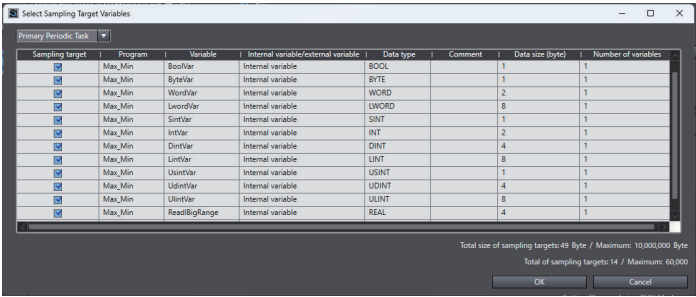 Select Sampling Target Variables
Primary Periodic Task
Sampling target Program Variable Internal variable/external variable Data type Comment Data size (byte) Number of variables
Max_Min BoolVar Internal variable BOOL 1 1
Max_Min ByteVar Internal variable BYTE 1 1
Max_Min WordVar Internal variable WORD 2 1
Max_Min LwordVar Internal variable LWORD 8 1
Max_Min SintVar Internal variable SINT 1 1
Max_Min IntVar Internal variable INT 2 1
Max_Min DintVar Internal variable DINT 4 1
Max_Min LintVar Internal variable LINT 8 1
Max_Min UsintVar Internal variable USINT 1 1
Max_Min UdintVar Internal variable UDINT 4 1
Max_Min UlintVar Internal variable ULINT 8 1
Max_Min ReadlBigRange Internal variable REAL 4 1
Total size of sampling targets: 49 Byte / Maximum: 10,000,000 Byte
Total of sampling targets: 14 / Maximum: 60,000
OK Cancel